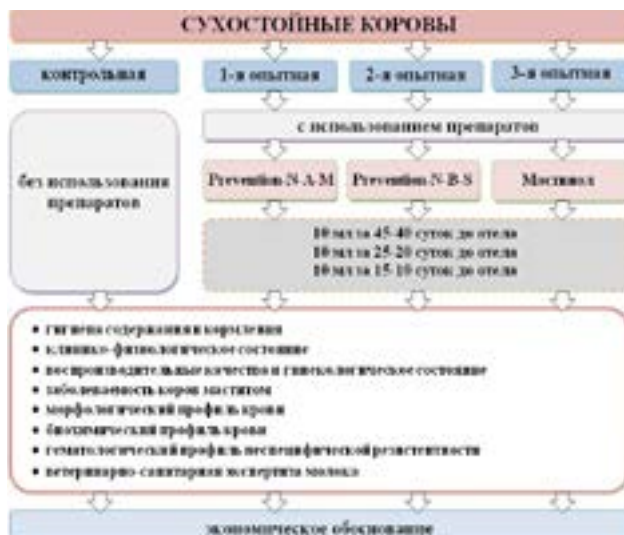 СУХОСТОЙНЫЕ КОРОВЫ
контрольная
1-я опытная
2-я опытная
3-я опытная
с использованием препаратов
без использования
препаратов
Prevention-N-A-M
Prevention-N-B-S
Мастинол
10 мл за 45-40 суток до отела
10 мл за 25-20 суток до отела
10 мл за 15-10 суток до отела
• гигиена содержания и кормления
• клинико-физиологическое состояние
• воспроизводительные качества и гинекологическое состояние
• заболеваемость коров маститом
• морфологический профиль крови
• биохимический профиль крови
• гематологический профиль неспецифической резистентности
• ветеринарно-санитарная экспертиза молока
экономическое обоснование